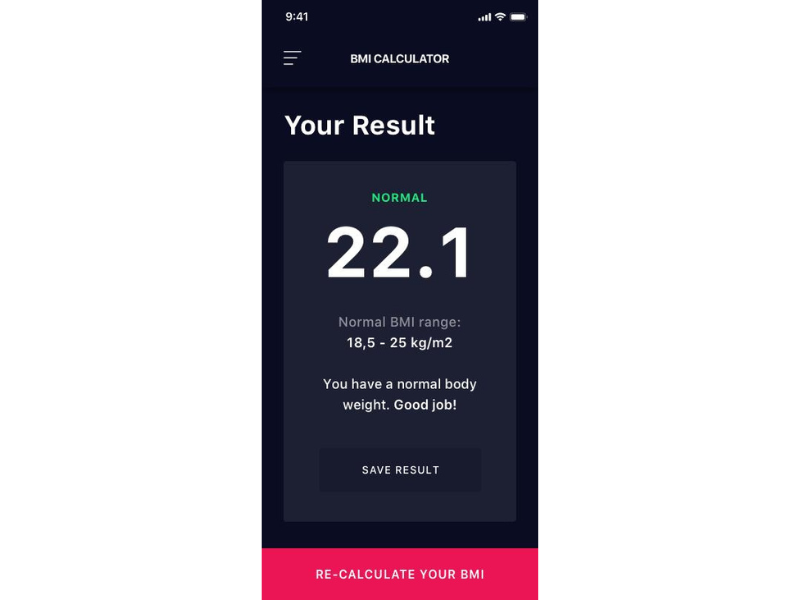 9:41
BMI CALCULATOR
Your Result
NORMAL
22.1
Normal BMI range:
18,5 - 25 kg/m2
You have a normal body
weight. Good job!
SAVE RESULT
RE-CALCULATE YOUR BMI